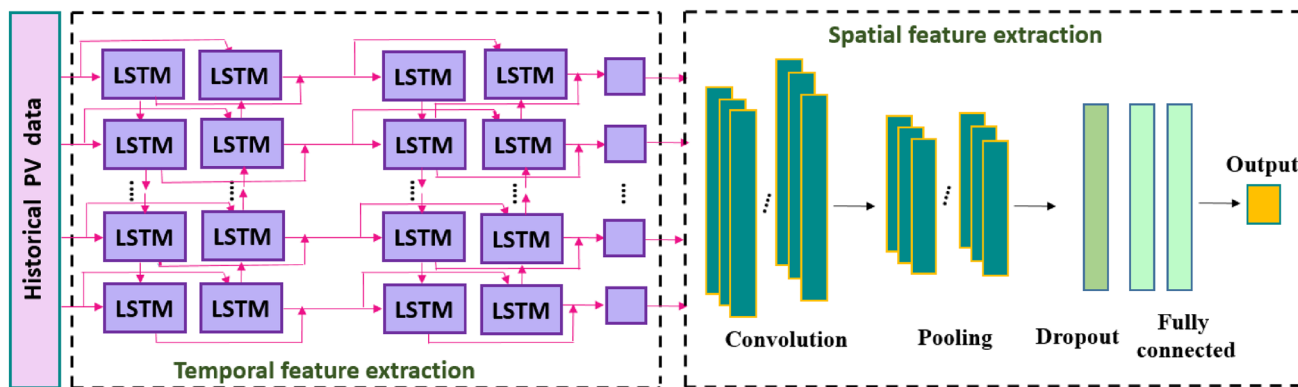 Historical PV data
LSTM LSTM LSTM LSTM
LSTM LSTM LSTM LSTM
LSTM LSTM LSTM LSTM
LSTM LSTM LSTM LSTM
Temporal feature extraction
Spatial feature extraction
Convolution
Pooling
Dropout
Fully
connected
Output